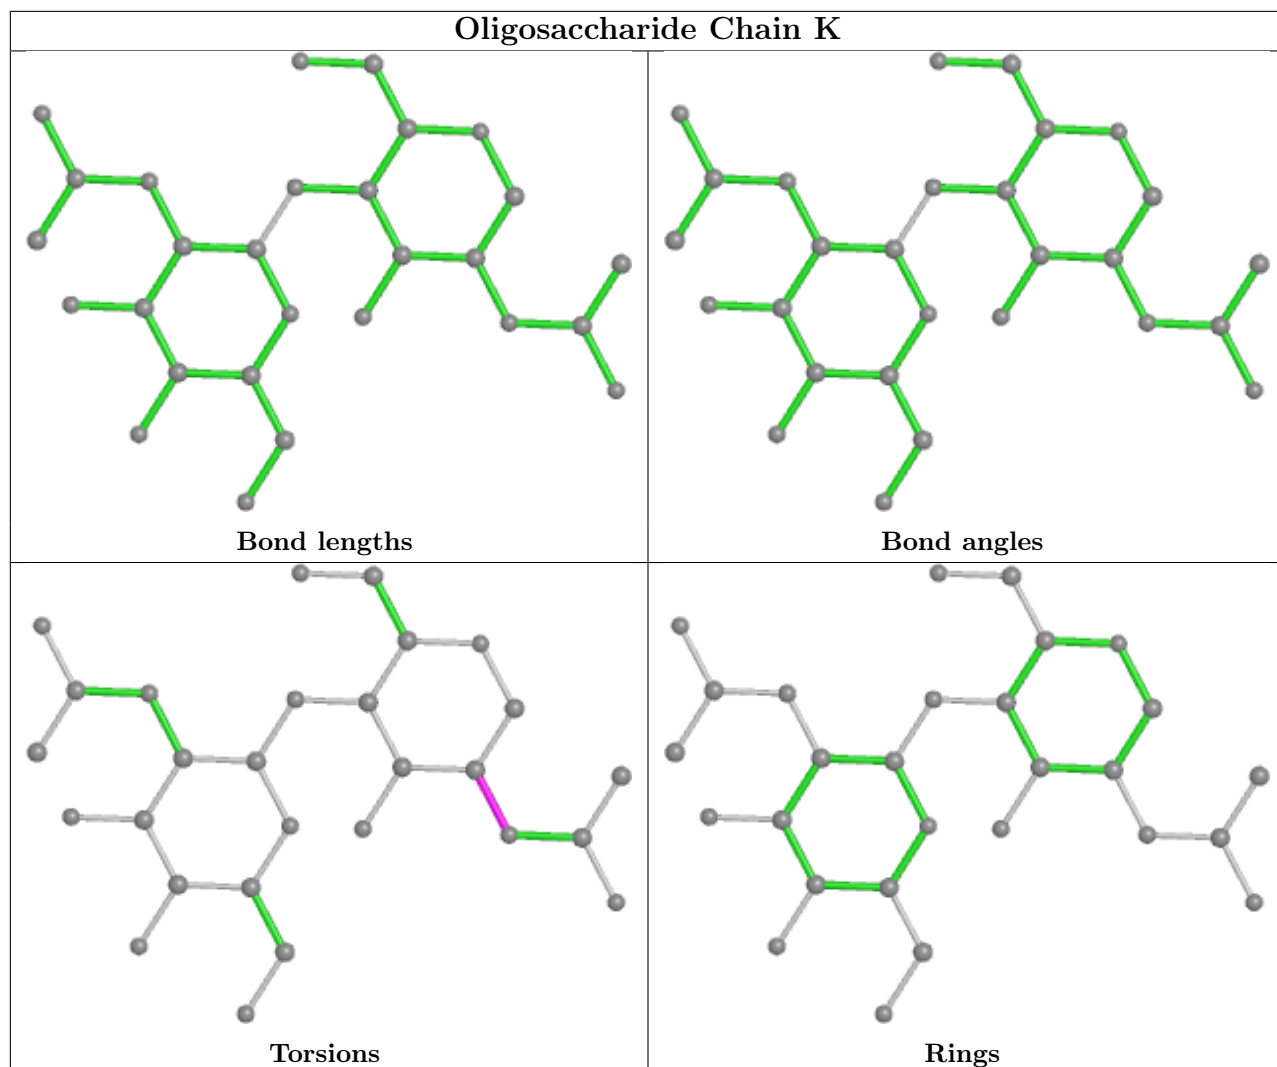 Oligosaccharide Chain K
Bond lengths
Bond angles
Torsions
Rings